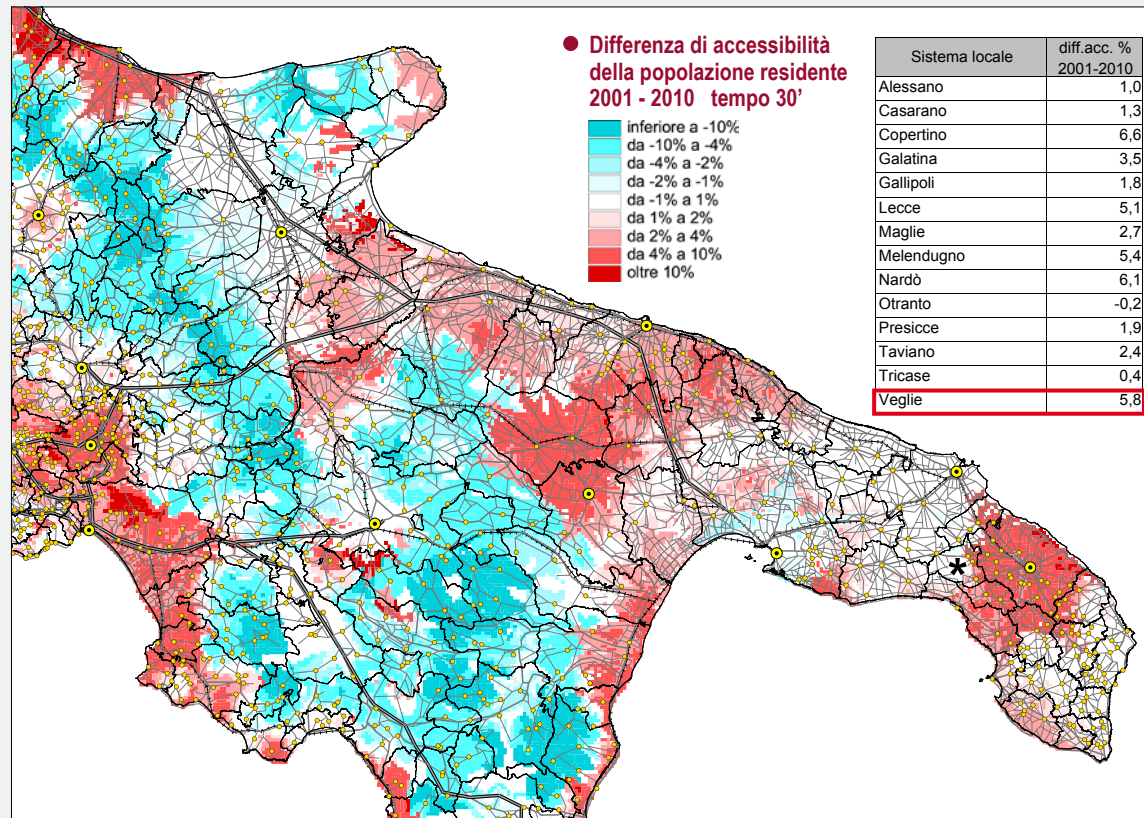 ● Differenza di accessibilità
della popolazione residente
2001 - 2010 tempo 30'
inferiore a -10%
da -10% a -4%
da -4% a -2%
da -2% a -1%
da -1% a 1%
da 1% a 2%
da 2% a 4%
da 4% a 10%
oltre 10%
Sistema locale diff.acc. %
2001-2010
Alessano 1,0
Casarano 1,3
Copertino 6,6
Galatina 3,5
Gallipoli 1,8
Lecce 5,1
Maglie 2,7
Melendugno 5,4
Nardò 6,1
Otranto -0,2
Presicce 1,9
Taviano 2,4
Tricase 0,4
Veglie 5,8
*